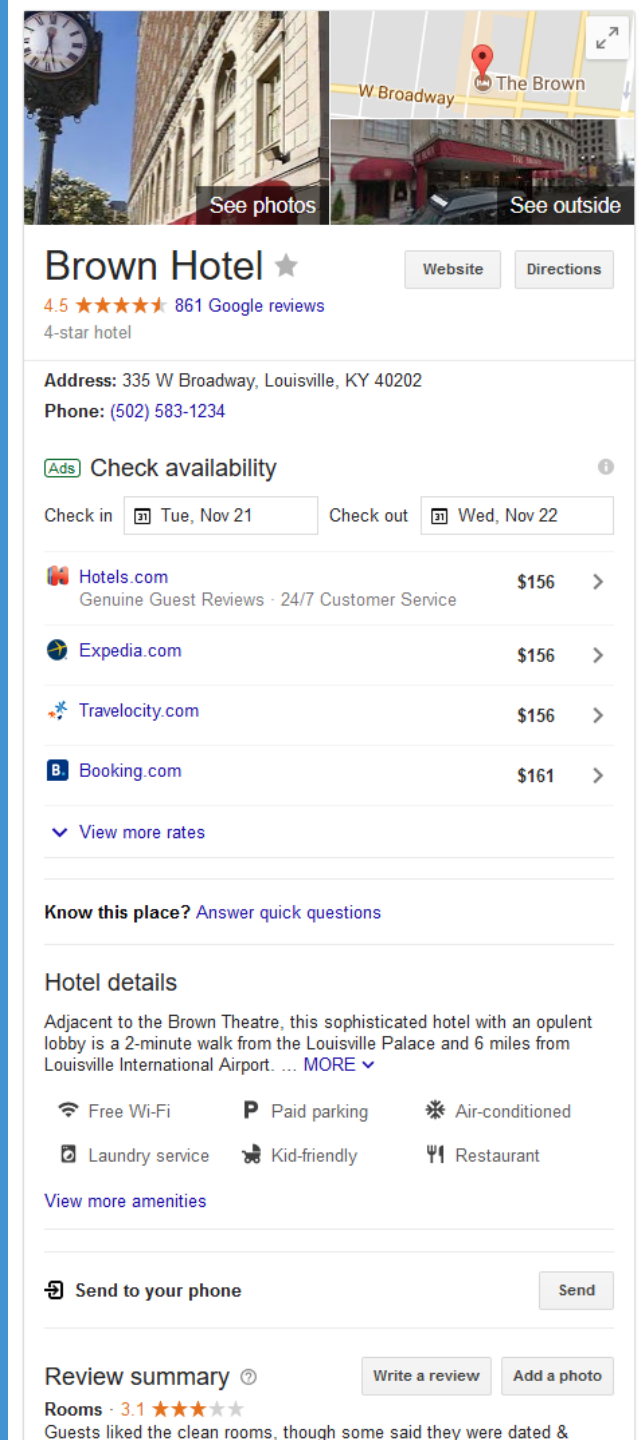 W Broadway
The Brown
THE BROWN
See photos
See outside
Brown Hotel
Website
Directions
4.5 861 Google reviews
4-star hotel
Address: 335 W Broadway, Louisville, KY 40202
Phone: (502) 583-1234
Ads Check availability
Check in 31 Tue, Nov 21 Check out 31 Wed, Nov 22
Hotels.com $156
Genuine Guest Reviews · 24/7 Customer Service
Expedia.com $156
Travelocity.com $156
B. Booking.com $161
View more rates
Know this place? Answer quick questions
Hotel details
Adjacent to the Brown Theatre, this sophisticated hotel with an opulent
lobby is a 2-minute walk from the Louisville Palace and 6 miles from
Louisville International Airport. ... MORE
Free Wi-Fi P Paid parking Air-conditioned
Laundry service Kid-friendly Restaurant
View more amenities
Send to your phone Send
Review summary Write a review Add a photo
Rooms · 3.1
Guests liked the clean rooms, though some said they were dated &